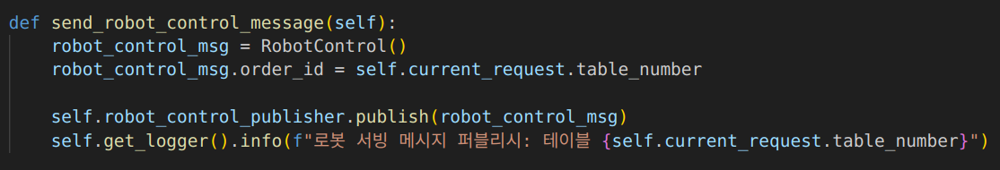 def send_robot_control_message(self):
    robot_control_msg = RobotControl()
    robot_control_msg.order_id = self.current_request.table_number

    self.robot_control_publisher.publish(robot_control_msg)
    self.get_logger().info(f"로봇 서빙 메시지 퍼블리시: 테이블 {self.current_request.table_number}")